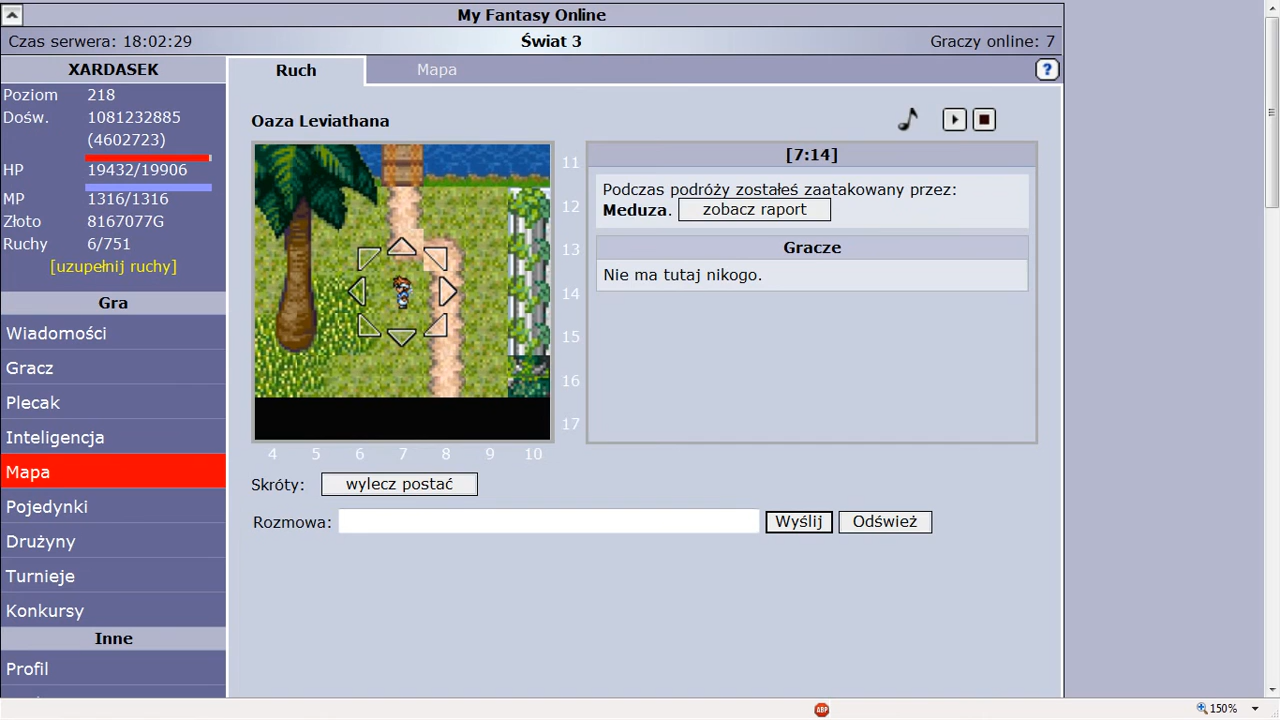 My Fantasy Online
Czas serwera: 18:02:29
Świat 3
Graczy online: 7
XARDASEK
Poziom 218
Dośw. 1081232885
(4602723)
HP 19432/19906
MP 1316/1316
Złoto 8167077G
Ruchy 6/751
[uzupełnij ruchy]
Gra
Wiadomości
Gracz
Plecak
Inteligencja
Mapa
Pojedynki
Drużyny
Turnieje
Konkursy
Inne
Profil
Ruch
Mapa
?
Oaza Leviathana
11
12
13
14
15
16
17
4 5 6 7 8 9 10
[7:14]
Podczas podróży zostałeś zaatakowany przez:
Meduza. zobacz raport
Gracze
Nie ma tutaj nikogo.
Skróty: wylecz postać
Rozmowa: Wyślij Odśwież
ABP
150%